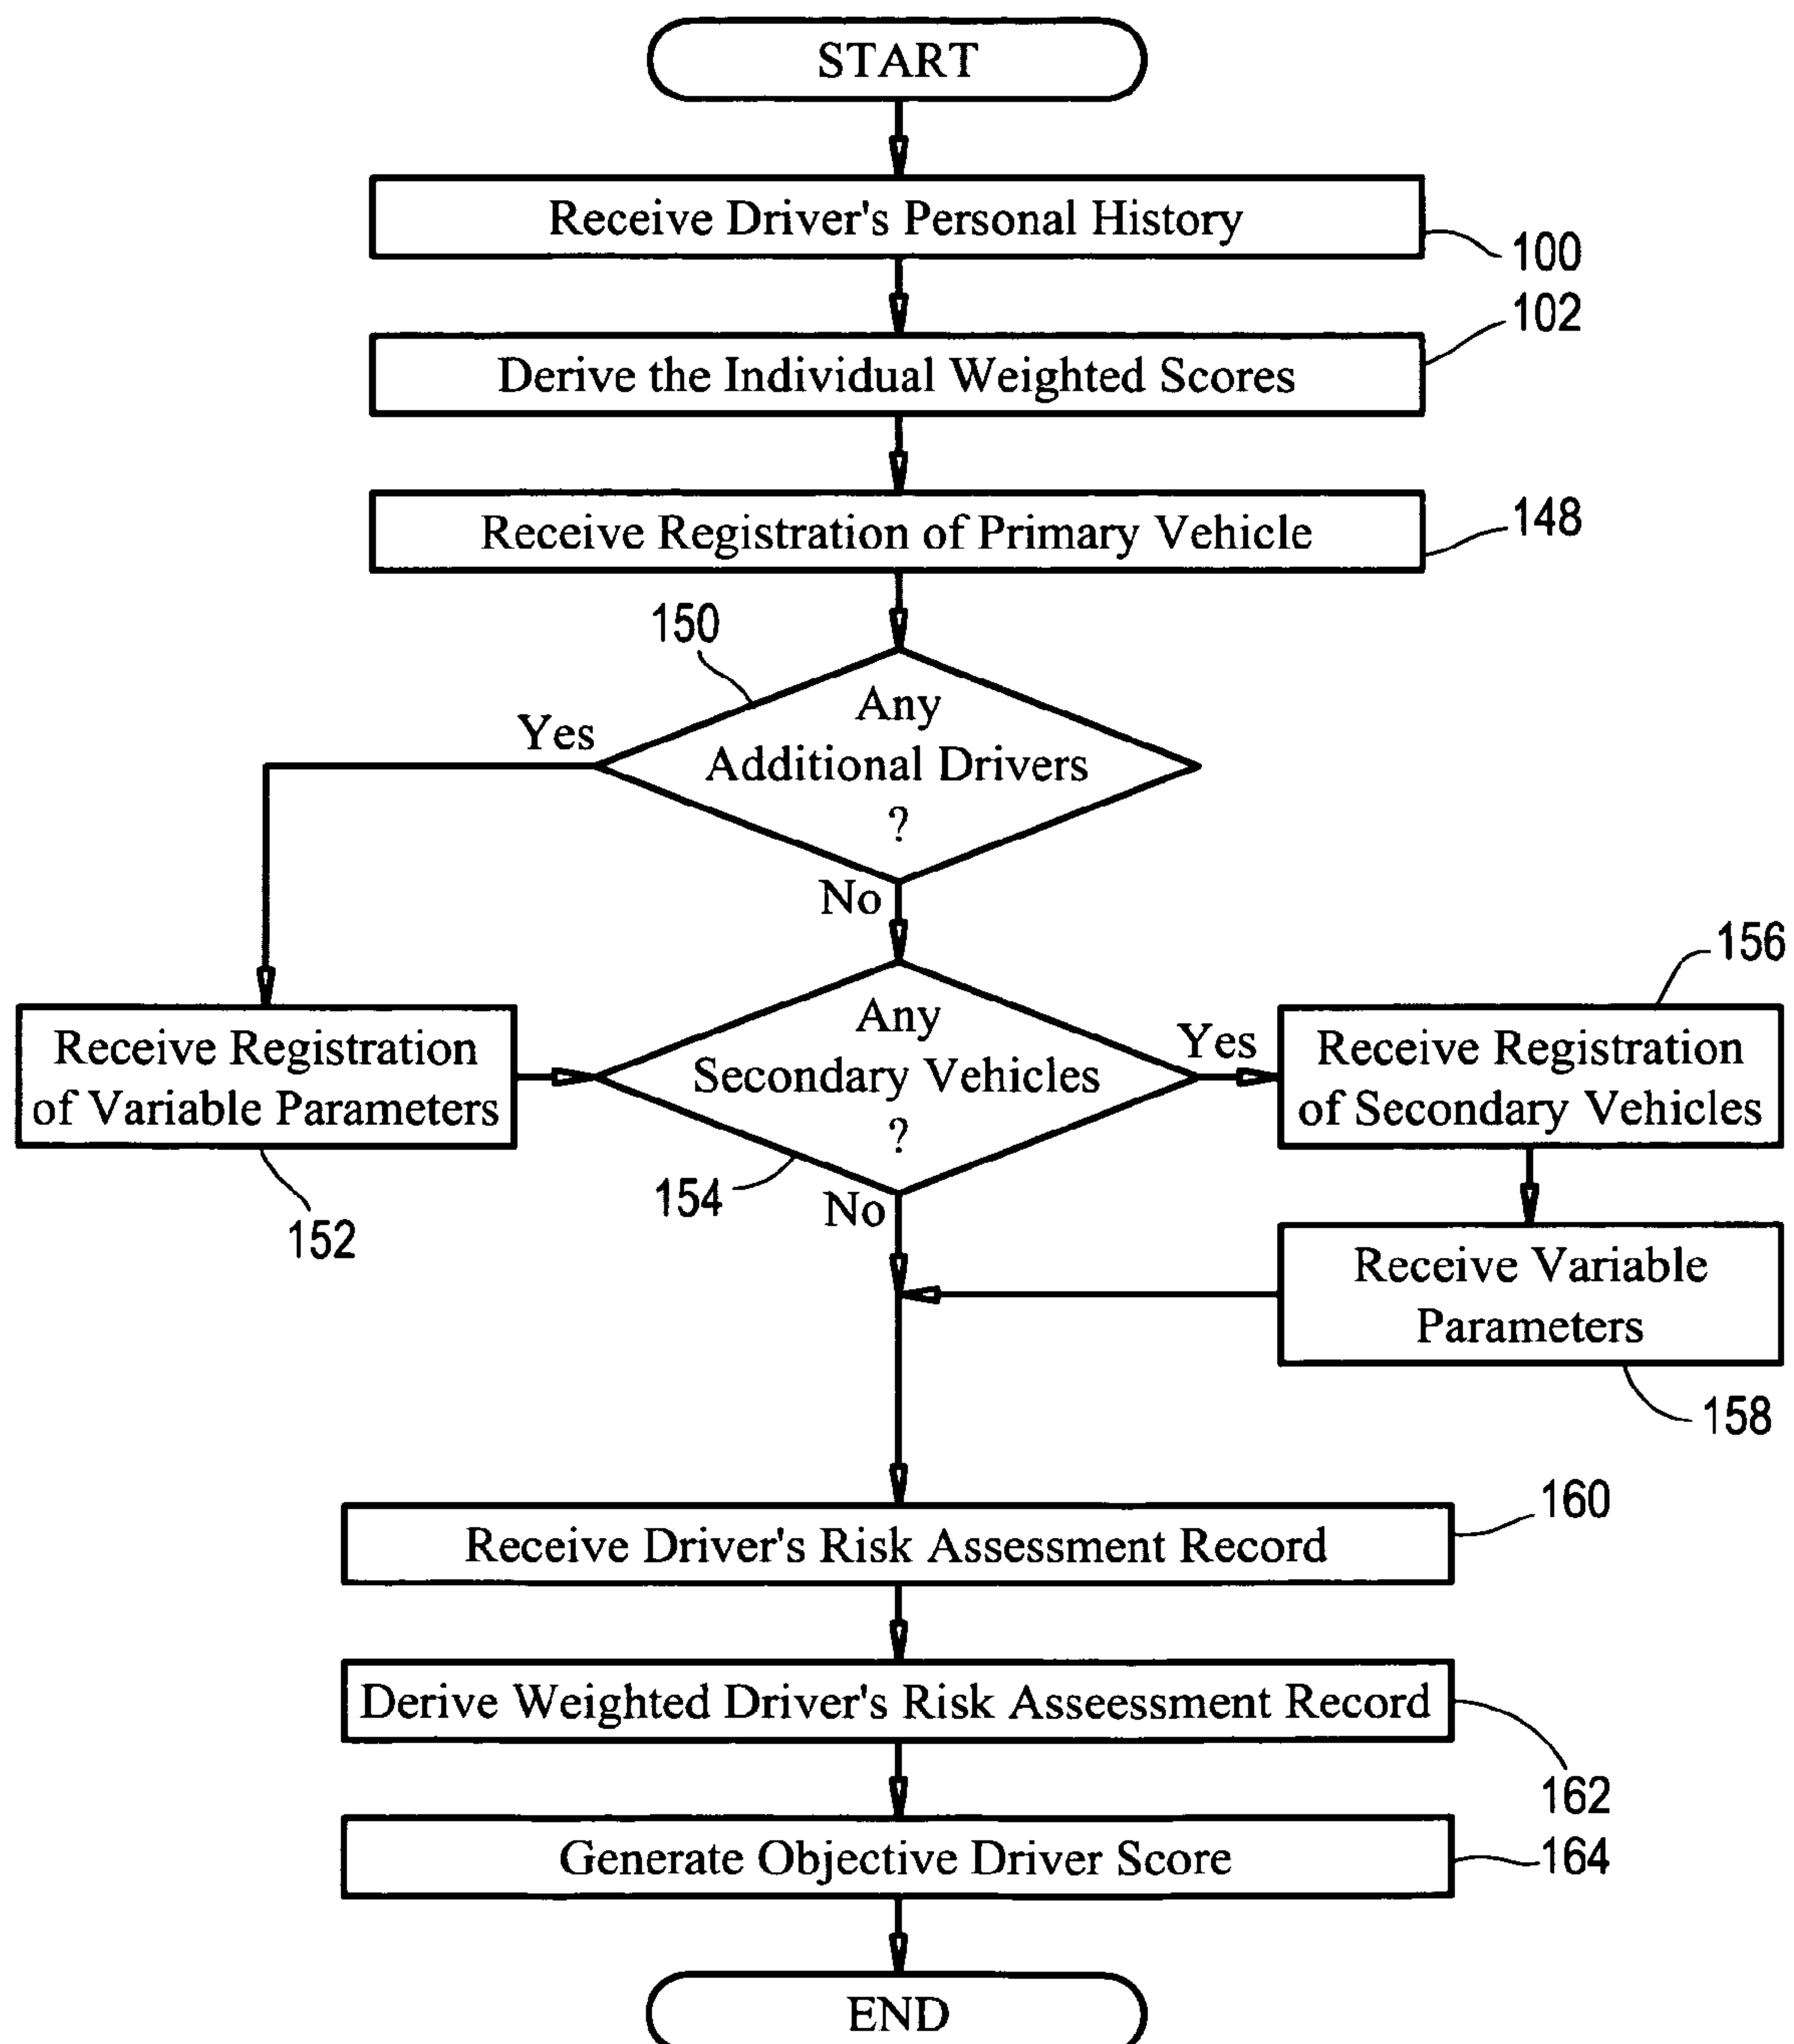 START
Receive Driver's Personal History
100
102
Derive the Individual Weighted Scores
Receive Registration of Primary Vehicle
148
150
Any
Additional Drivers
?
Yes
No
156
Any
Secondary Vehicles
?
Yes
Receive Registration
of Variable Parameters
Receive Registration
of Secondary Vehicles
154
No
152
Receive Variable
Parameters
158
160
Receive Driver's Risk Assessment Record
Derive Weighted Driver's Risk Asseessment Record
162
Generate Objective Driver Score
164
END